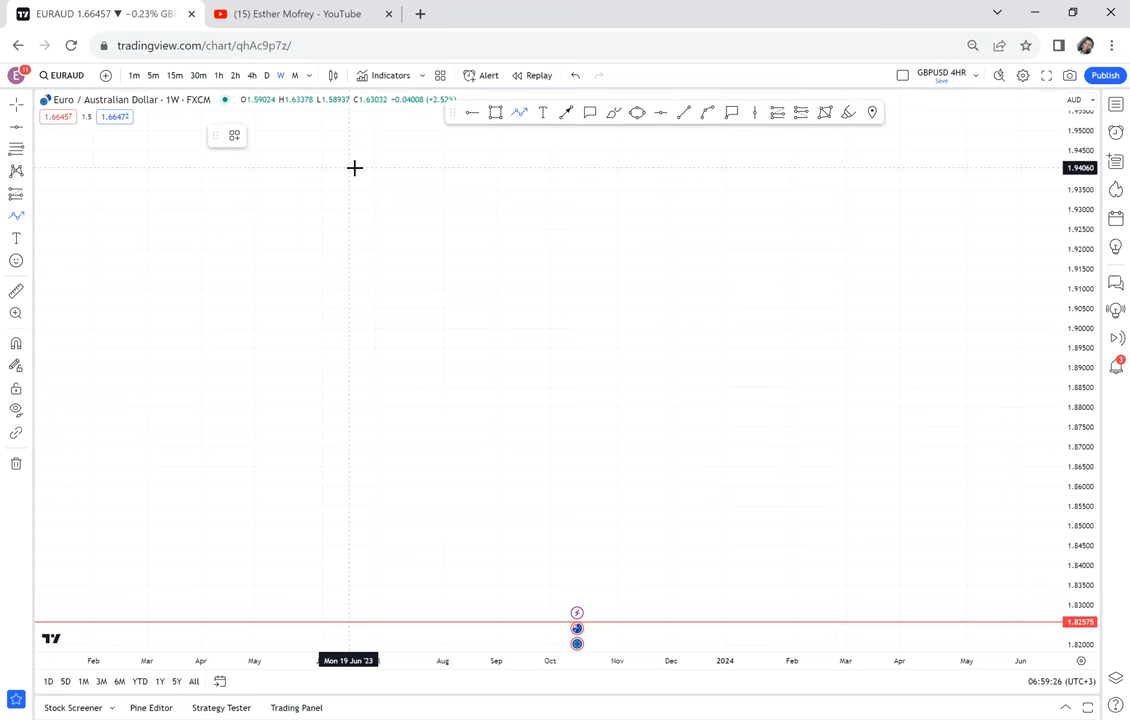 EURAUD 1.66457 ▼ −0.23% GBP
(15) Esther Mofrey - YouTube
tradingview.com/chart/qhAc9p7z/
E 11 EURAUD 1m 5m 15m 30m 1h 2h 4h D W M Indicators Alert Replay GBPUSD 4HR Save Publish
Euro / Australian Dollar · 1W · FXCM O1.59024 H1.63378 L1.58937 C1.63032 +0.04008 (+2.52%)
AUD
1.66457 1.5 1.66472
1.95000
1.94500
1.94060
1.93500
1.93000
1.92500
1.92000
1.91500
1.91000
1.90500
1.90000
1.89500
1.89000
1.88500
1.88000
1.87500
1.87000
1.86500
1.86000
1.85500
1.85000
1.84500
1.84000
1.83500
1.83000
1.82575
1.82000
3
Feb Mar Apr May Mon 19 Jun '23 Aug Sep Oct Nov Dec 2024 Feb Mar Apr May Jun
1D 5D 1M 3M 6M YTD 1Y 5Y All 06:59:26 (UTC+3)
Stock Screener Pine Editor Strategy Tester Trading Panel